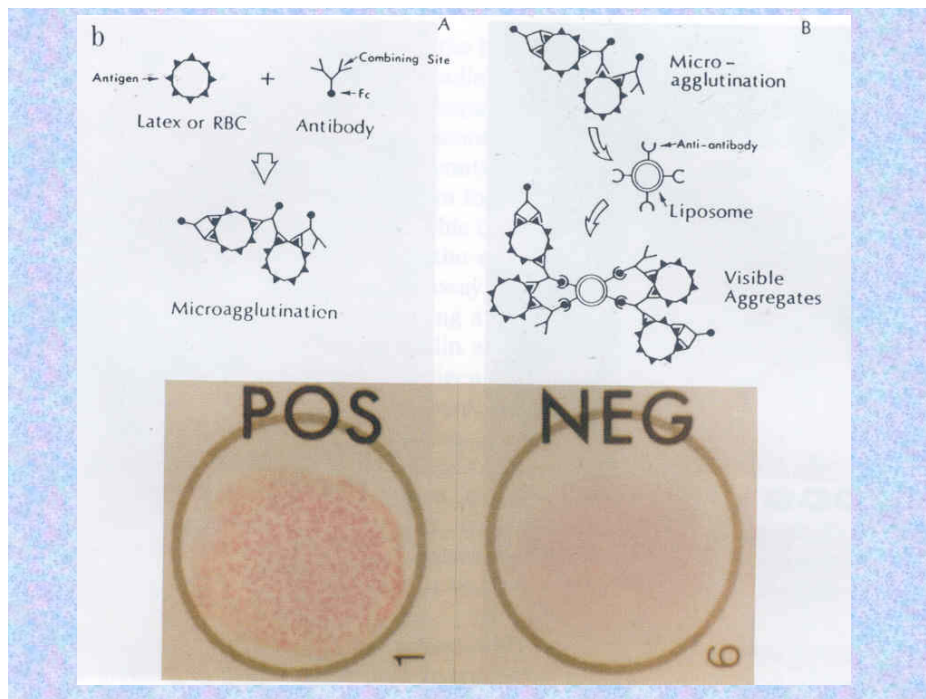 b
A
Antigen
+
Combining Site
Fc
Latex or RBC
Antibody
Microagglutination
B
Micro-
agglutination
Anti-antibody
Liposome
Visible
Aggregates
POS
NEG
1
6